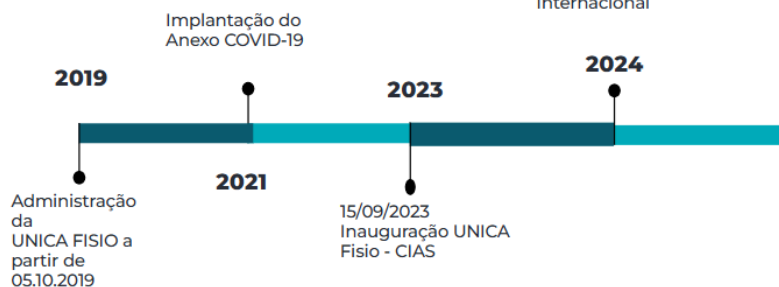 Internacional
Implantação do
Anexo COVID-19
2019
2024
2023
2021
Administração
da
UNICA FISIO a
partir de
05.10.2019
15/09/2023
Inauguração UNICA
Fisio - CIAS